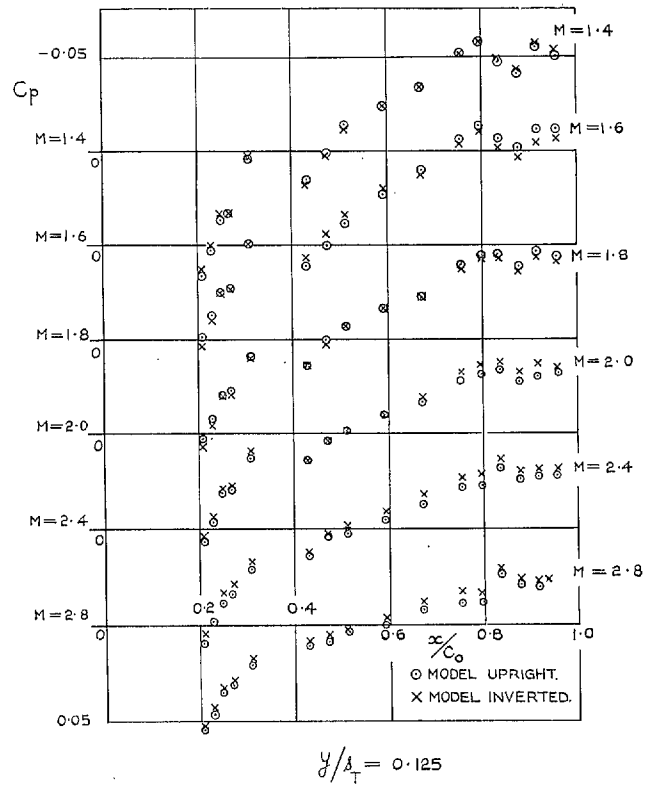 M=1.4
-0.05
Cp
M=1.6
M=1.4
0
M=1.6
0
M=1.8
M=1.8
0
M=2.0
M=2.0
0
M=2.4
M=2.4
0
M=2.8
0.2 0.4
M=2.8
0 0.6 0.8 1.0
x/C₀
⊙ MODEL UPRIGHT.
× MODEL INVERTED.
0.05
y/s_T = 0.125